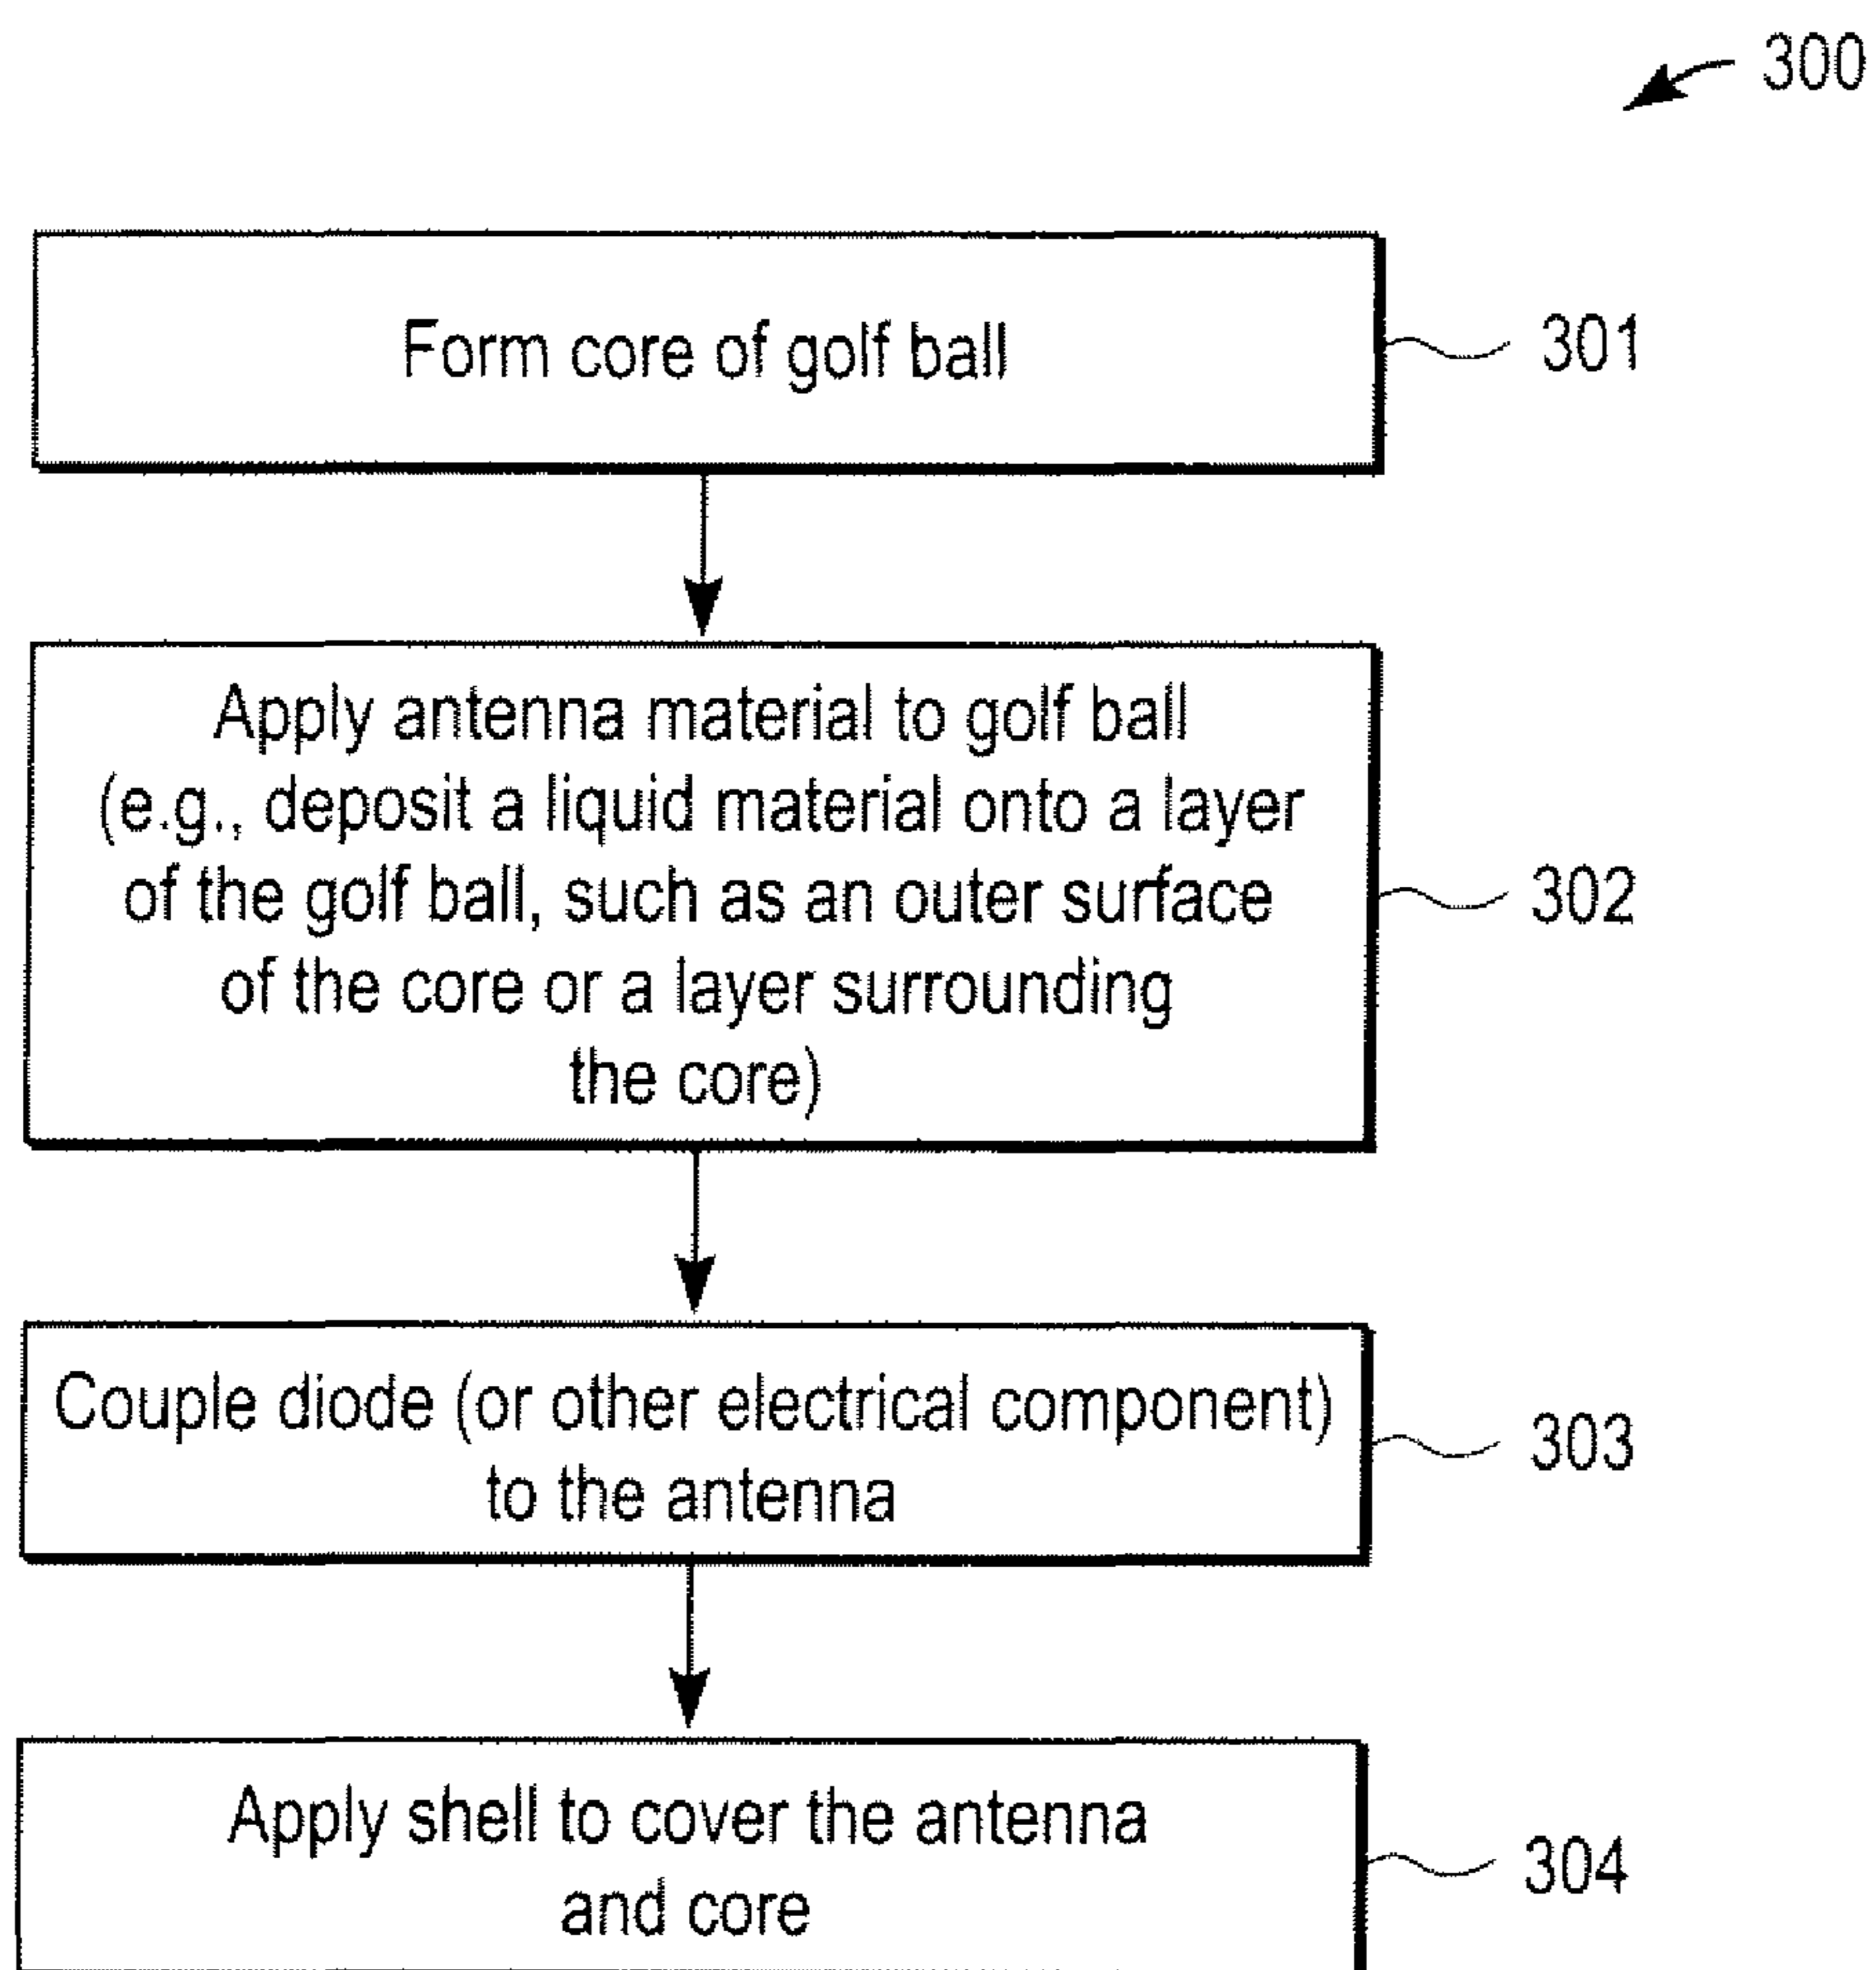 300
Form core of golf ball
301
Apply antenna material to golf ball
(e.g., deposit a liquid material onto a layer
of the golf ball, such as an outer surface
of the core or a layer surrounding
the core)
302
Couple diode (or other electrical component)
to the antenna
303
Apply shell to cover the antenna
and core
304